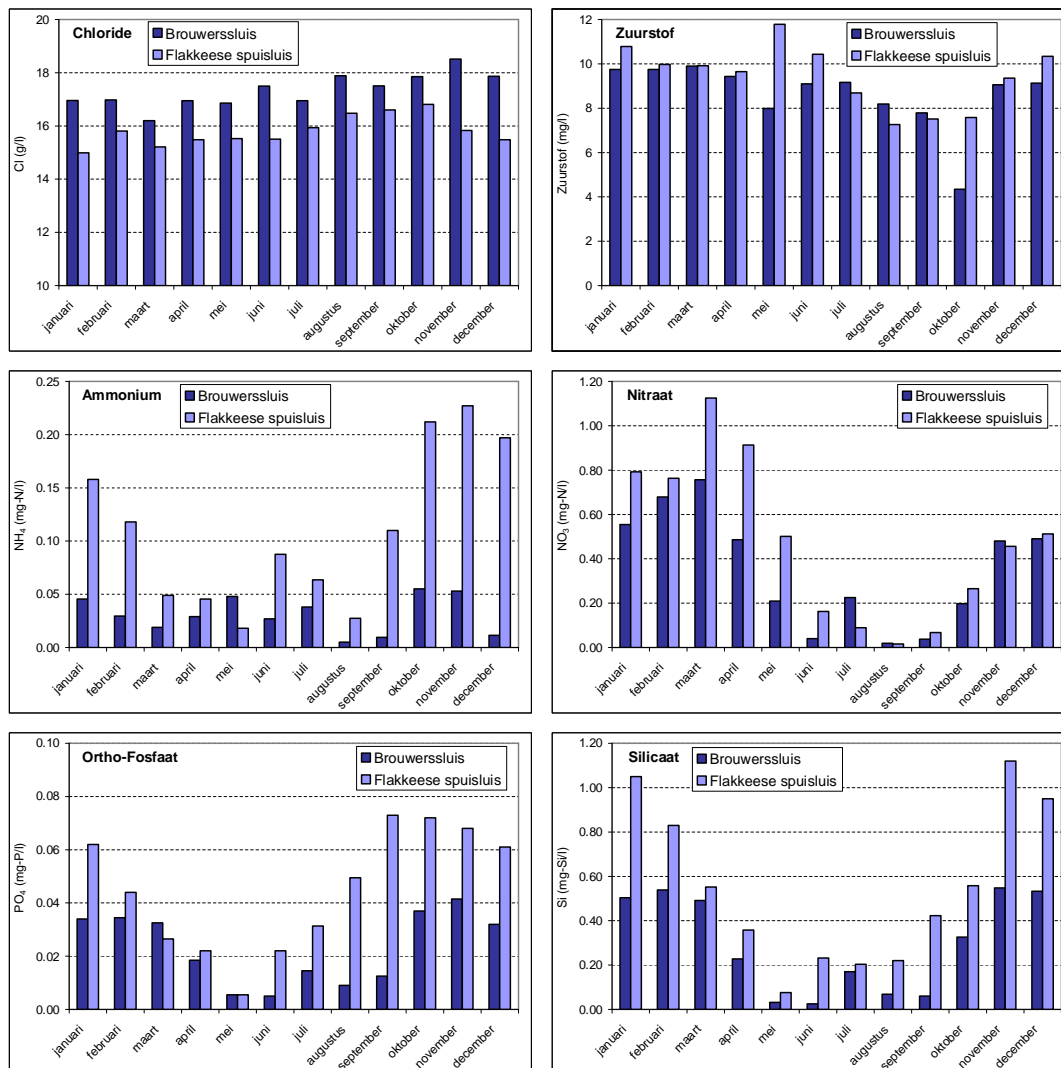 Chloride
Brouwerssluis
Flakkeese spuisluis
Cl (g/l)
20
18
16
14
12
10
januari
februari
maart
april
mei
juni
juli
augustus
september
oktober
november
december
Zuurstof
Brouwerssluis
Flakkeese spuisluis
Zuurstof (mg/l)
12
10
8
6
4
2
0
januari
februari
maart
april
mei
juni
juli
augustus
september
oktober
november
december
Ammonium
Brouwerssluis
Flakkeese spuisluis
NH4 (mg-N/l)
0.25
0.20
0.15
0.10
0.05
0.00
januari
februari
maart
april
mei
juni
juli
augustus
september
oktober
november
december
Nitraat
Brouwerssluis
Flakkeese spuisluis
NO3 (mg-N/l)
1.20
1.00
0.80
0.60
0.40
0.20
0.00
januari
februari
maart
april
mei
juni
juli
augustus
september
oktober
november
december
Ortho-Fosfaat
Brouwerssluis
Flakkeese spuisluis
PO4 (mg-P/l)
0.10
0.08
0.06
0.04
0.02
0.00
januari
februari
maart
april
mei
juni
juli
augustus
september
oktober
november
december
Silicaat
Brouwerssluis
Flakkeese spuisluis
Si (mg-Si/l)
1.20
1.00
0.80
0.60
0.40
0.20
0.00
januari
februari
maart
april
mei
juni
juli
augustus
september
oktober
november
december